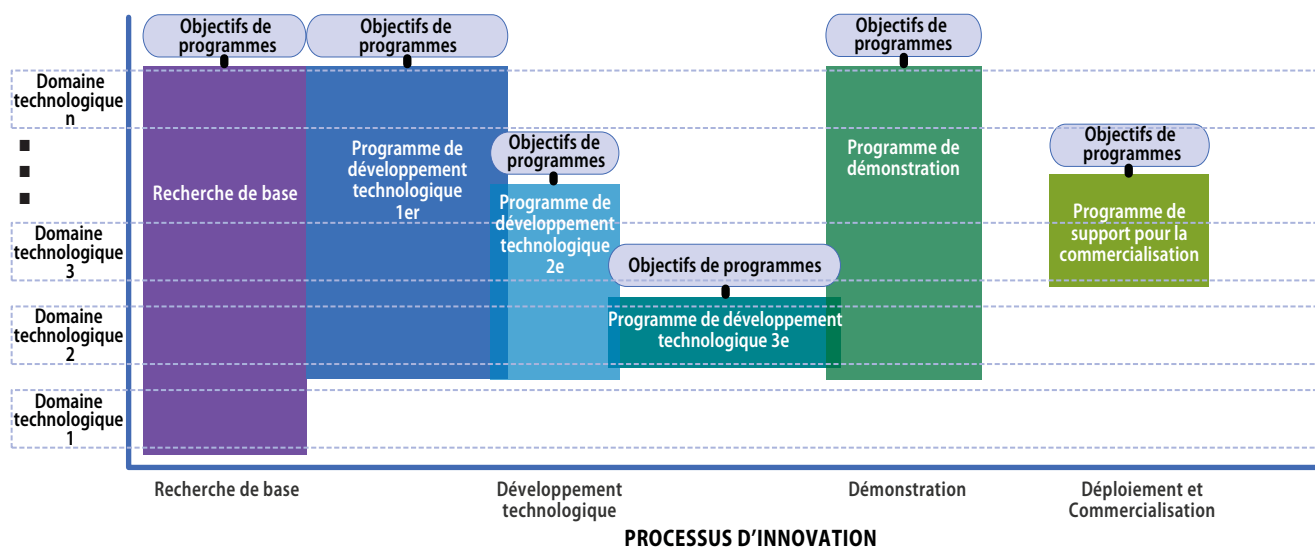 Objectifs de
programmes
Objectifs de
programmes
Objectifs de
programmes
Domaine
technologique
n
Objectifs de
programmes
Objectifs de
programmes
Recherche de base
Programme de
développement
technologique
1er
Programme de
développement
technologique
2e
Programme de
démonstration
Programme de
support pour la
commercialisation
Domaine
technologique
3
Objectifs de programmes
Domaine
technologique
2
Programme de développement
technologique 3e
Domaine
technologique
1
Recherche de base
Développement
technologique
Démonstration
Déploiement et
Commercialisation
PROCESSUS D’INNOVATION